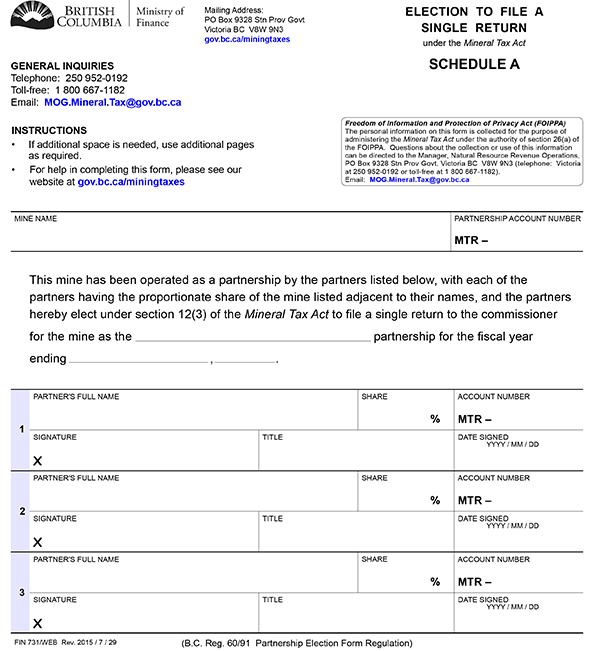 BRITISH COLUMBIA
Ministry of Finance
Mailing Address:
PO Box 9328 Stn Prov Govt
Victoria BC V8W 9N3
gov.bc.ca/miningtaxes
ELECTION TO FILE A
SINGLE RETURN
under the Mineral Tax Act
SCHEDULE A
GENERAL INQUIRIES
Telephone: 250 952-0192
Toll-free: 1 800 667-1182
Email: MOG.Mineral.Tax@gov.bc.ca
INSTRUCTIONS
• If additional space is needed, use additional pages
as required.
• For help in completing this form, please see our
website at gov.bc.ca/miningtaxes
Freedom of Information and Protection of Privacy Act (FOIPPA)
The personal information on this form is collected for the purpose of
administering the Mineral Tax Act under the authority of section 26(a) of
the FOIPPA. Questions about the collection or use of this information
can be directed to the Manager, Natural Resource Revenue Operations,
PO Box 9328 Stn Prov Govt, Victoria BC V8W 9N3 (telephone: Victoria
at 250 952-0192 or toll-free at 1 800 667-1182).
Email: MOG.Mineral.Tax@gov.bc.ca
MINE NAME
PARTNERSHIP ACCOUNT NUMBER
MTR –
This mine has been operated as a partnership by the partners listed below, with each of the
partners having the proportionate share of the mine listed adjacent to their names, and the partners
hereby elect under section 12(3) of the Mineral Tax Act to file a single return to the commissioner
for the mine as the ______ partnership for the fiscal year
ending ______ , ______ .
1
PARTNER'S FULL NAME
SHARE
%
ACCOUNT NUMBER
MTR –
SIGNATURE
X
TITLE
DATE SIGNED
YYYY / MM / DD
2
PARTNER'S FULL NAME
SHARE
%
ACCOUNT NUMBER
MTR –
SIGNATURE
X
TITLE
DATE SIGNED
YYYY / MM / DD
3
PARTNER'S FULL NAME
SHARE
%
ACCOUNT NUMBER
MTR –
SIGNATURE
X
TITLE
DATE SIGNED
YYYY / MM / DD
FIN 731/WEB Rev. 2015 / 7 / 29
(B.C. Reg. 60/91 Partnership Election Form Regulation)